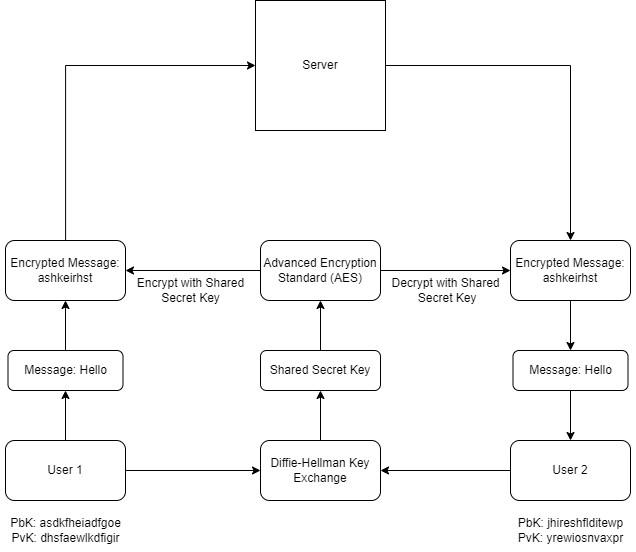 Server
Encrypted Message:
ashkeirhst
Advanced Encryption
Standard (AES)
Encrypted Message:
ashkeirhst
Encrypt with Shared
Secret Key
Decrypt with Shared
Secret Key
Message: Hello
Shared Secret Key
Message: Hello
User 1
Diffie-Hellman Key
Exchange
User 2
PbK: asdkfheiadfgoe
PvK: dhsfaewlkdfigir
PbK: jhireshflditewp
PvK: yrewiosnvaxpr